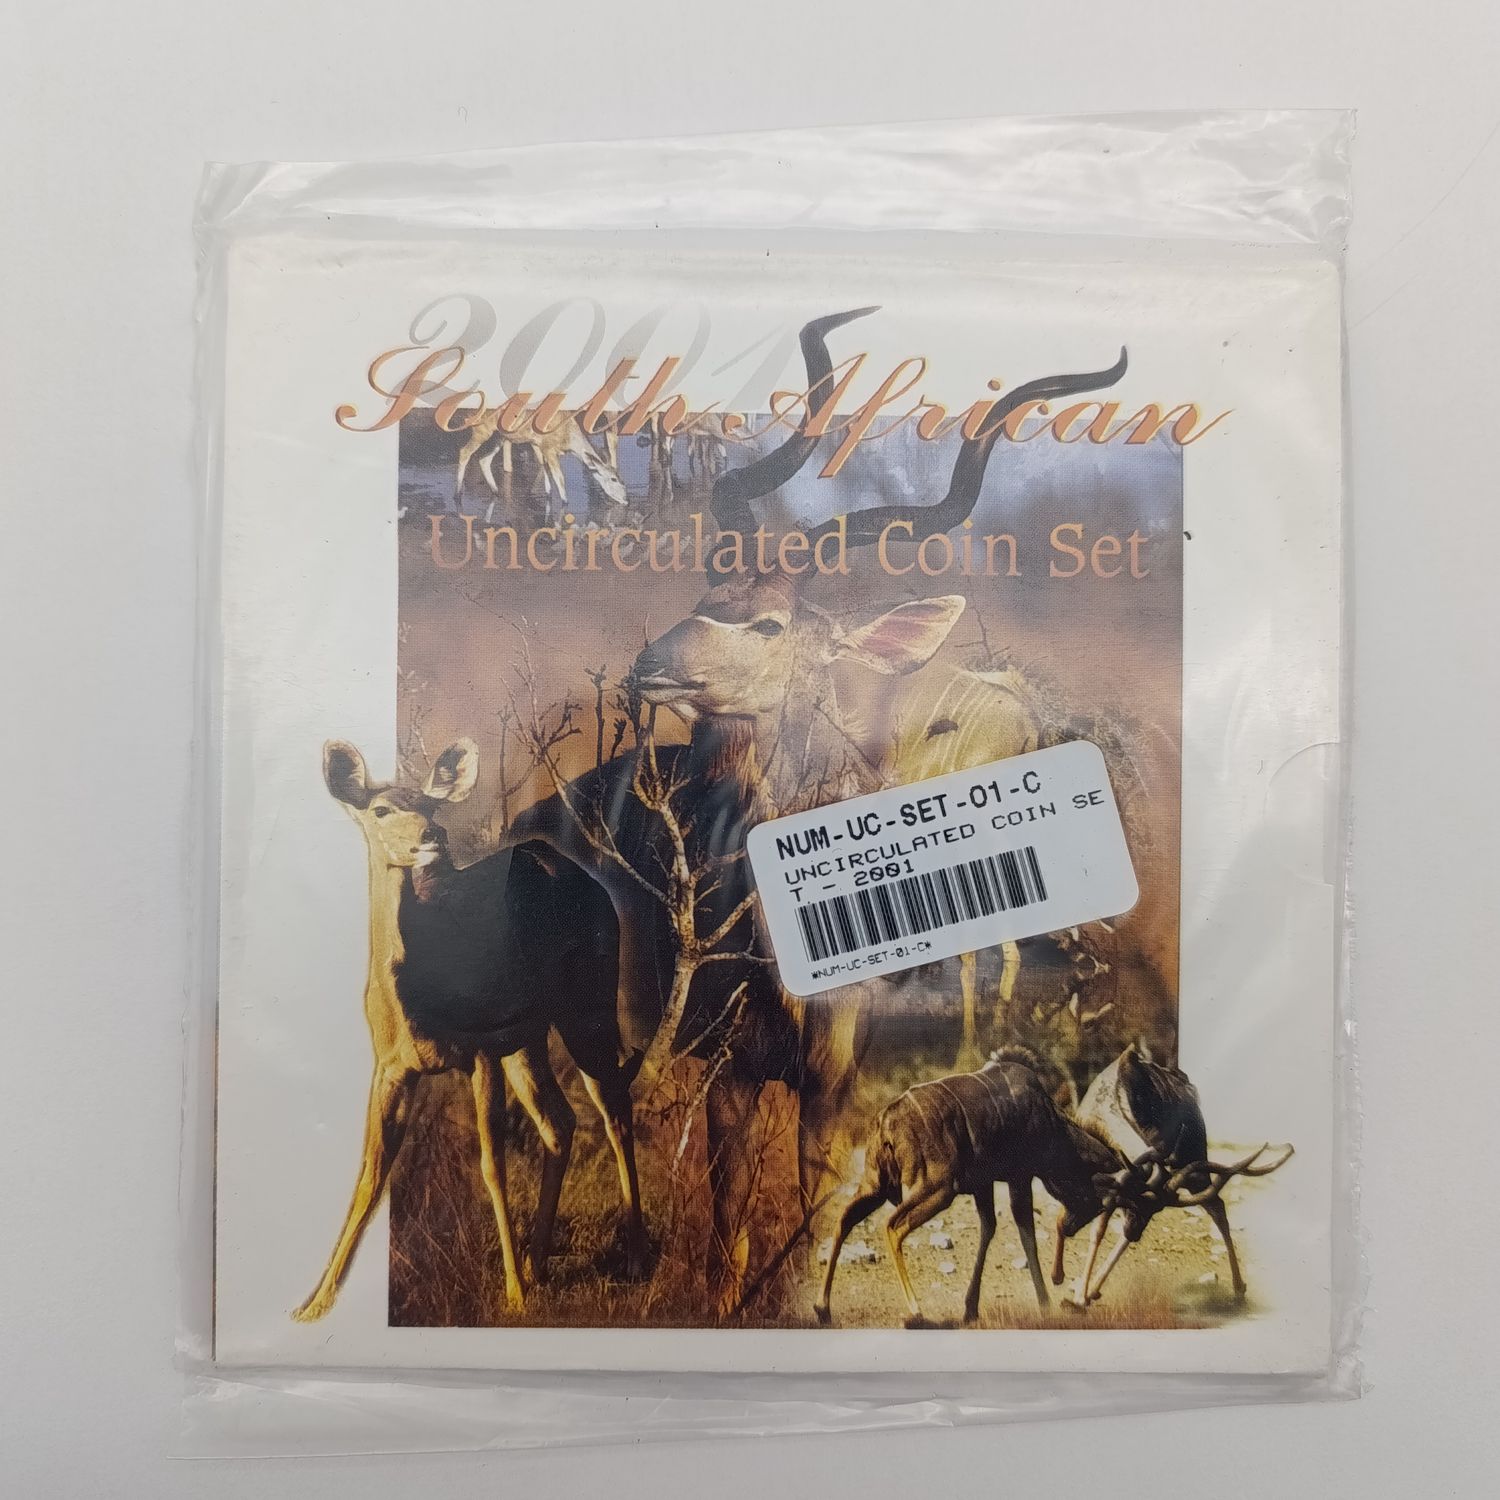 2001
South African
Uncirculated Coin Set
NUM-UC-SET-01-C
UNCIRCULATED COIN SE
T - 2001
*NUM-UC-SET-01-C*